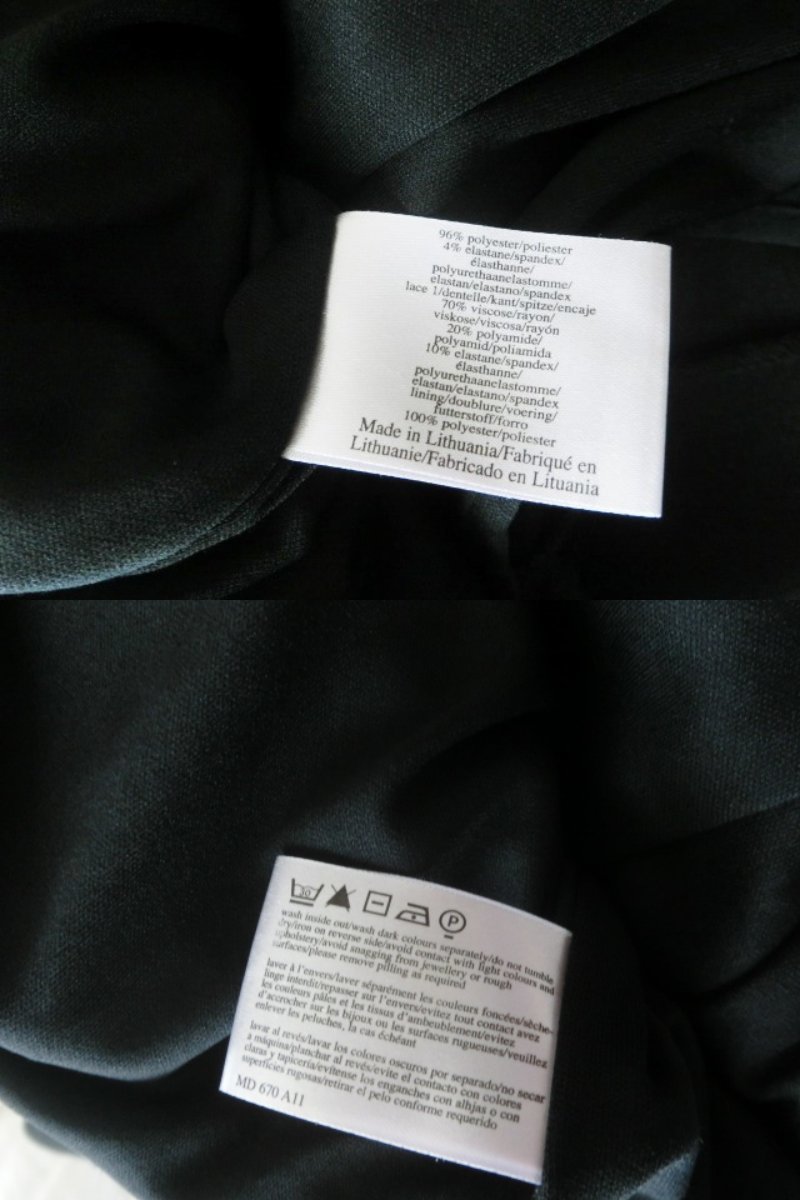 96% polyester/poliester
4% elastane/spandex/
élasthanne/
polyurethaanelastomme/
elastan/elastano/spandex
lace 1/dentelle/kant/spitze/encaje
70% viscose/rayon/
viskose/viscosa/rayón
20% polyamide/
polyamid/poliamida
10% elastane/spandex/
élasthanne/
polyurethaanelastomme/
elastan/elastano/spandex
lining/doublure/voering/
futterstoff/forro
100% polyester/poliester
Made in Lithuania/Fabriqué en
Lithuanie/Fabricado en Lituania
30
P
wash inside out/wash dark colours separately/do not tumble
dry/iron on reverse side/avoid contact with light colours and
upholstery/avoid snagging from jewellery or rough
surfaces/please remove pilling as required
laver à l'envers/laver séparément les couleurs foncées/sèche-
linge interdit/repasser sur l'envers/evitez tout contact avec
les couleurs pâles et les tissus d'ambeublement/evitez
d'accrocher sur les bijoux ou les surfaces rugueuses/veuillez
enlever les peluches, la cas échéant
lavar al revés/lavar los colores oscuros por separado/no secar
a máquina/planchar al revés/evite el contacto con colores
claras y tapicería/evítense los enganches con alhjas o con
superficies rugosas/retirar el pelo conforme requerido
MD 670 A11